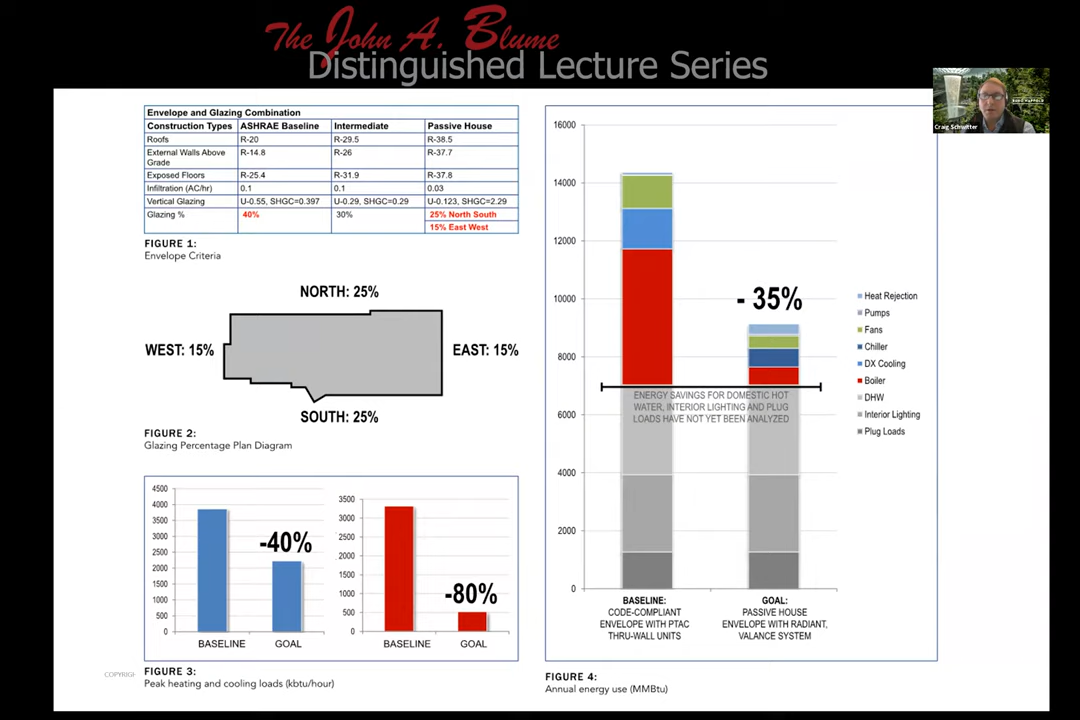 The John A. Blume
Distinguished Lecture Series
Craig Schwitter
BURO HAPPOLD
Envelope and Glazing Combination
Construction Types ASHRAE Baseline Intermediate Passive House
Roofs R-20 R-29.5 R-38.5
External Walls Above Grade R-14.8 R-26 R-37.7
Exposed Floors R-25.4 R-31.9 R-37.8
Infiltration (AC/hr) 0.1 0.1 0.03
Vertical Glazing U-0.55, SHGC=0.397 U-0.29, SHGC=0.29 U-0.123, SHGC=2.29
Glazing % 40% 30% 25% North South
15% East West
FIGURE 1:
Envelope Criteria
NORTH: 25%
WEST: 15%
EAST: 15%
SOUTH: 25%
FIGURE 2:
Glazing Percentage Plan Diagram
4500
4000
3500
3000
2500
2000
1500
1000
500
0
-40%
BASELINE GOAL
3500
3000
2500
2000
1500
1000
500
0
-80%
BASELINE GOAL
COPYRIGH
FIGURE 3:
Peak heating and cooling loads (kbtu/hour)
16000
14000
12000
10000
8000
6000
4000
2000
0
- 35%
ENERGY SAVINGS FOR DOMESTIC HOT
WATER, INTERIOR LIGHTING AND PLUG
LOADS HAVE NOT YET BEEN ANALYZED
Heat Rejection
Pumps
Fans
Chiller
DX Cooling
Boiler
DHW
Interior Lighting
Plug Loads
BASELINE:
CODE-COMPLIANT
ENVELOPE WITH PTAC
THRU-WALL UNITS
GOAL:
PASSIVE HOUSE
ENVELOPE WITH RADIANT,
VALANCE SYSTEM
FIGURE 4:
Annual energy use (MMBtu)